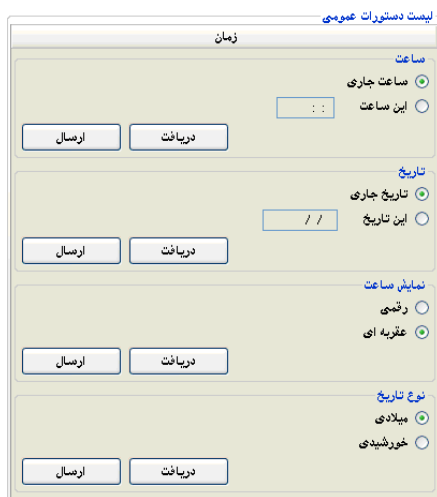 لیست دستورات عمومی
زمان
ساعت
ساعت جاری
این ساعت : :
دریافت ارسال
تاریخ
تاریخ جاری
این تاریخ / /
دریافت ارسال
نمایش ساعت
رقمی
عقربه ای
دریافت ارسال
نوع تاریخ
میلادی
خورشیدی
دریافت ارسال